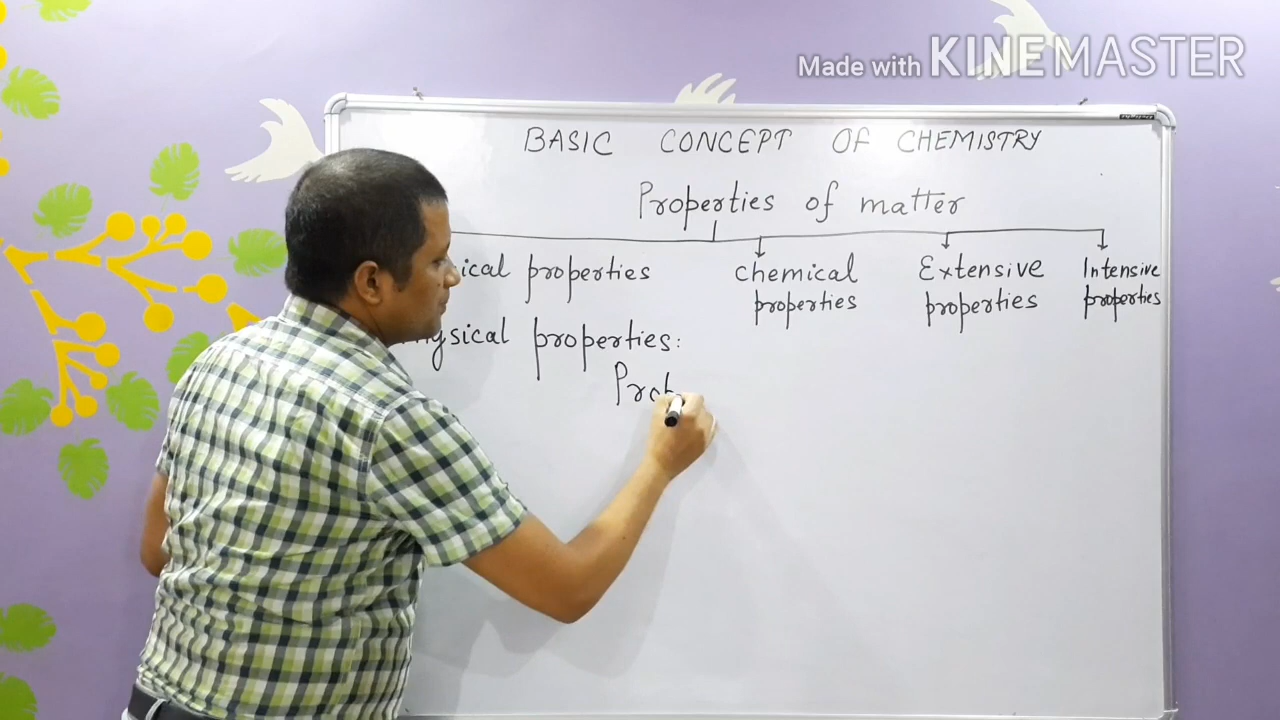 Made with KINEMASTER
BASIC CONCEPT OF CHEMISTRY
Properties of matter
properties
chemical
properties
Extensive
properties
Intensive
properties
properties: